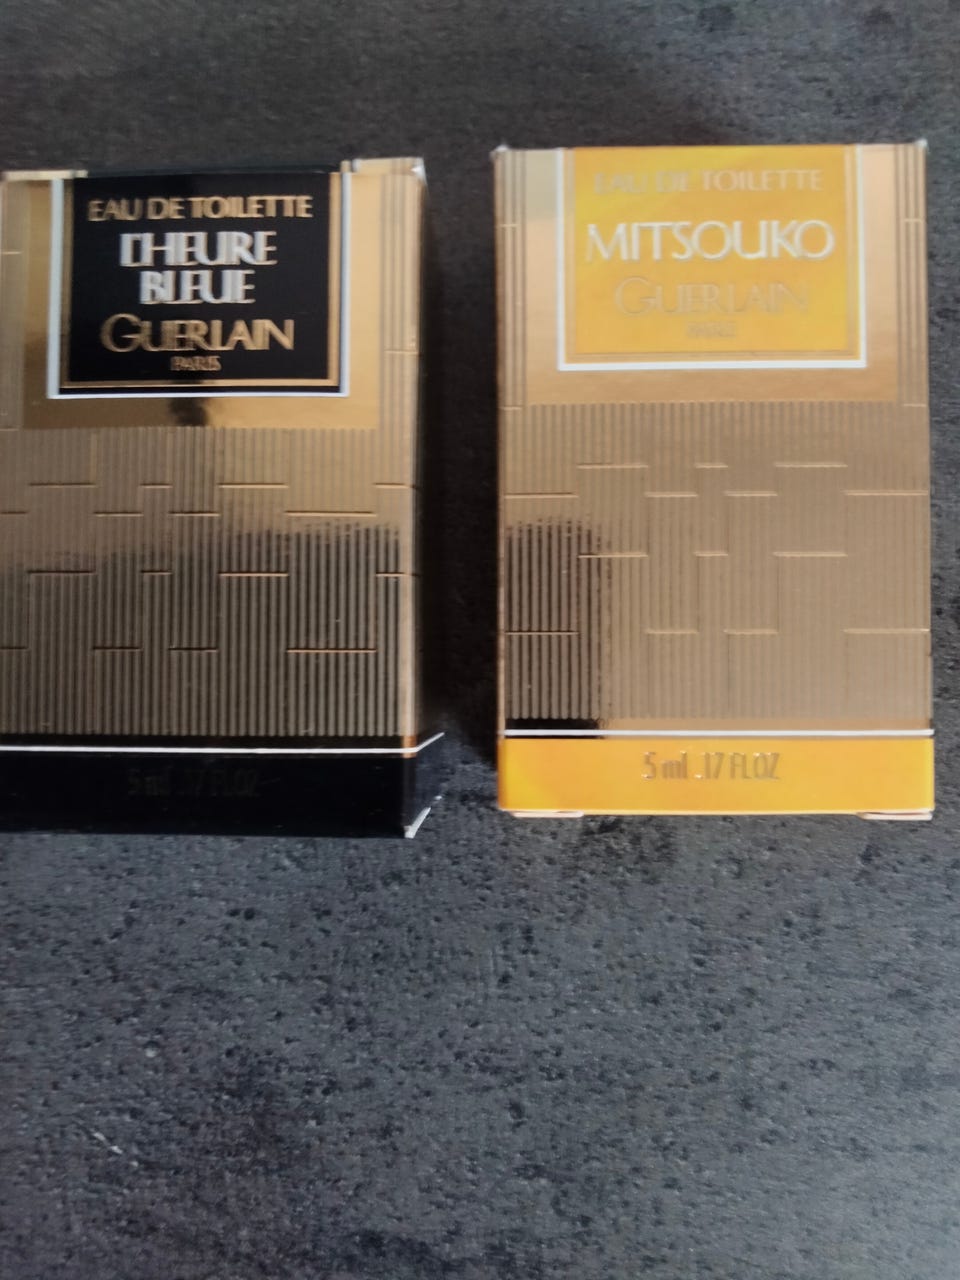 EAU DE TOILETTE
L'HEURE
BLEUE
GUERLAIN
PARIS
5 ml .17 FL.OZ
EAU DE TOILETTE
MITSOUKO
GUERLAIN
PARIS
5 ml .17 FL.OZ